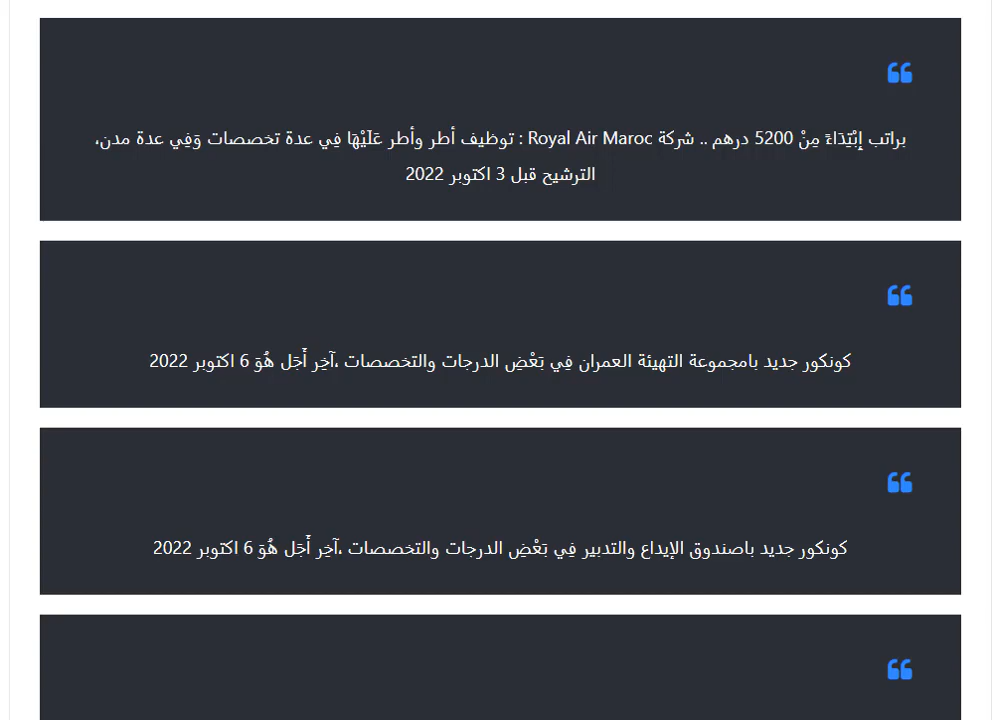 براتب إبْتِدَاءً مِنْ 5200 درهم .. شركة Royal Air Maroc : توظيف أطر وأطر عَلَيْهَا فِي عدة تخصصات وَفِي عدة مدن،
الترشيح قبل 3 اكتوبر 2022
كونكور جديد بامجموعة التهيئة العمران فِي بَعْضِ الدرجات والتخصصات ،آخِر أَجَل هُوَ 6 اكتوبر 2022
كونكور جديد باصندوق الإيداع والتدبير فِي بَعْضِ الدرجات والتخصصات ،آخِر أَجَل هُوَ 6 اكتوبر 2022